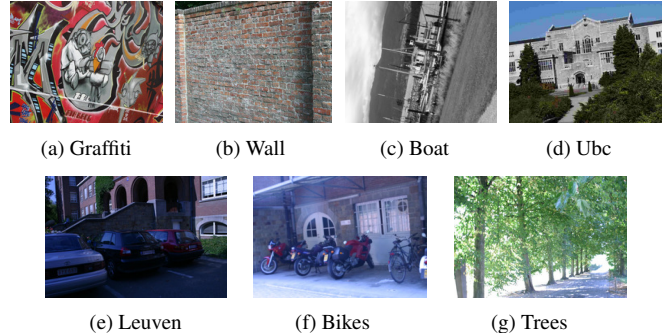 (a) Graffiti
(b) Wall
(c) Boat
(d) Ubc
(e) Leuven
(f) Bikes
(g) Trees